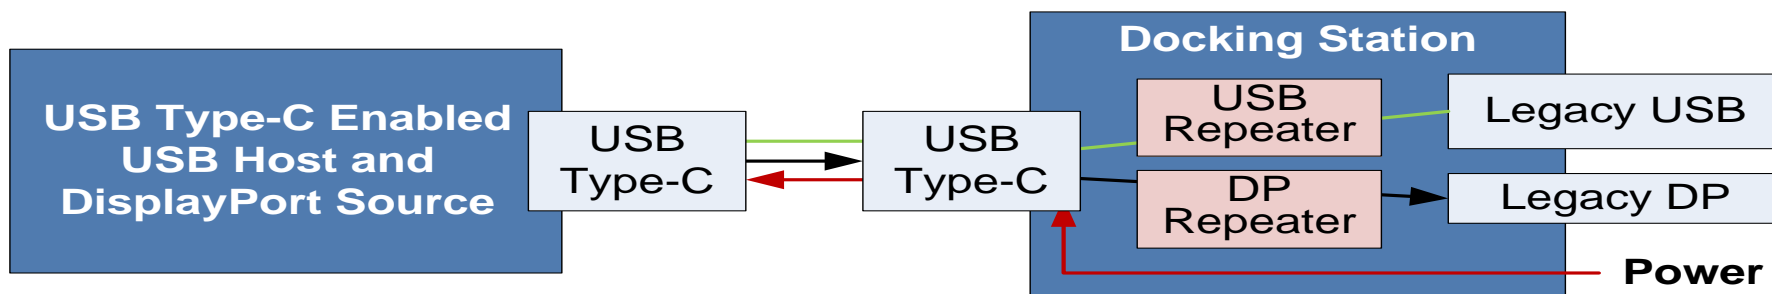 USB Type-C Enabled
USB Host and
DisplayPort Source
USB
Type-C
USB
Type-C
Docking Station
USB
Repeater
DP
Repeater
Legacy USB
Legacy DP
Power